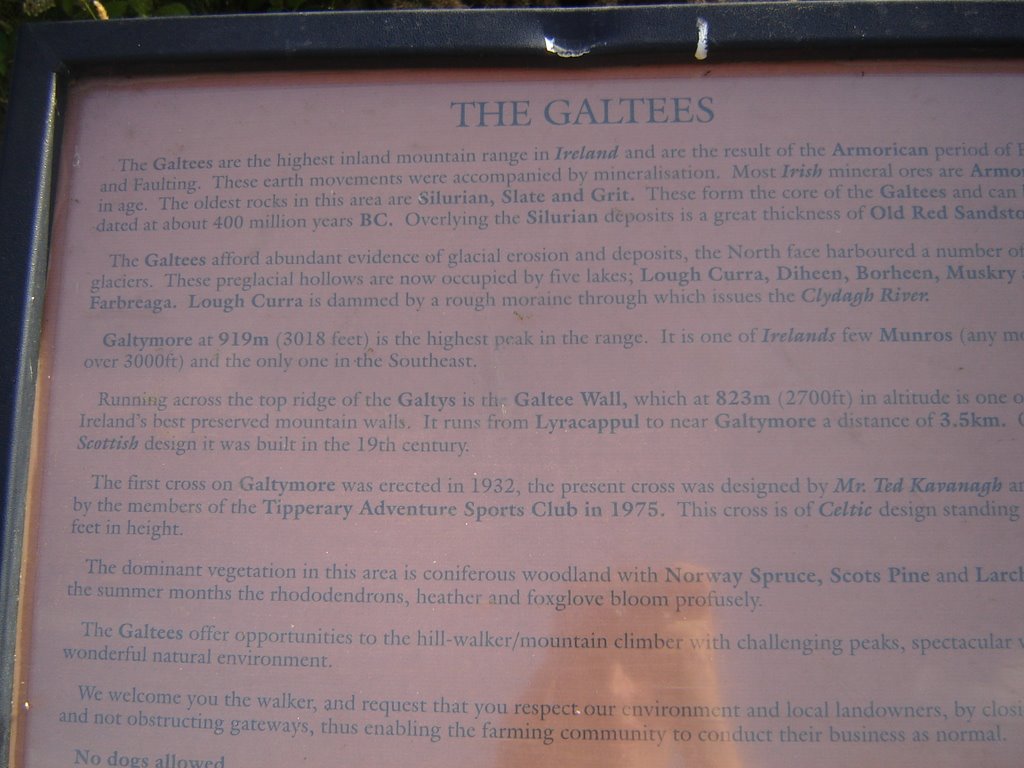 THE GALTEES
The Galtees are the highest inland mountain range in Ireland and are the result of the Armorican period of
and Faulting. These earth movements were accompanied by mineralisation. Most Irish mineral ores are
in age. The oldest rocks in this area are Silurian, Slate and Grit. These form the core of the Galtees and can
dated at about 400 million years BC. Overlying the Silurian deposits is a great thickness of Old Red
The Galtees afford abundant evidence of glacial erosion and deposits, the North face harboured a number of
glaciers. These preglacial hollows are now occupied by five lakes; Lough Curra, Diheen, Borheen, Muskry
Farbreaga. Lough Curra is dammed by a rough moraine through which issues the Clydagh River.
Galtymore at 919m (3018 feet) is the highest peak in the range. It is one of Irelands few Munros (any
over 3000ft) and the only one in the Southeast.
Running across the top ridge of the Galtys is the Galtee Wall, which at 823m (2700ft) in altitude is one
Ireland's best preserved mountain walls. It runs from Lyracappul to near Galtymore a distance of 3.5km.
Scottish design it was built in the 19th century.
The first cross on Galtymore was erected in 1932, the present cross was designed by Mr. Ted Kavanagh
by the members of the Tipperary Adventure Sports Club in 1975. This cross is of Celtic design standing
feet in height.
The dominant vegetation in this area is coniferous woodland with Norway Spruce, Scots Pine and Larch
the summer months the rhododendrons, heather and foxglove bloom profusely.
The Galtees offer opportunities to the hill-walker/mountain climber with challenging peaks, spectacular
wonderful natural environment.
We welcome you the walker, and request that you respect our environment and local landowners, by
and not obstructing gateways, thus enabling the farming community to conduct their business as normal.
No dogs allowed